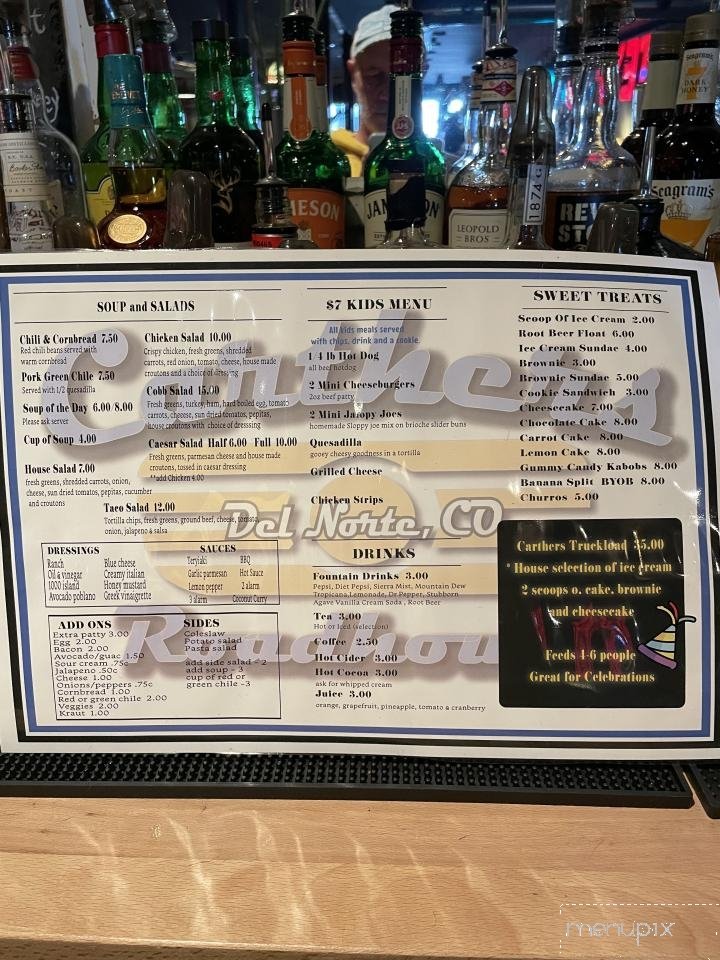 JAMESON
LEOPOLD
BROS
1874
Seagram's
DARK
HONEY
Seagram's
SOUP and SALADS
Chili & Cornbread 7.50
Red chili beans served with
warm cornbread
Pork Green Chile 7.50
Served with 1/2 quesadilla
Soup of the Day 6.00/8.00
Please ask server
Cup of Soup 4.00
House Salad 7.00
fresh greens, shredded carrots, onion,
cheese, sun dried tomatos, pepitas, cucumber
and croutons
Chicken Salad 10.00
Crispy chicken, fresh greens, shredded
carrots, red onion, tomato, cheese, house made
croutons and a choice of dressing
Cobb Salad 15.00
Fresh greens, turkey, ham, hard boiled egg, tomato
carrots, cheese, sun dried tomatos, pepitas,
house croutons with choice of dresssing
Caesar Salad Half 6.00 Full 10.00
Fresh greens, parmesan cheese and house made
croutons, tossed in caesar dressing
**add Chicken 4.00
Taco Salad 12.00
Tortilla chips, fresh greens, ground beef, cheese, tomato,
onion, jalapeno & salsa
DRESSINGS
Ranch Blue cheese
Oil & vinegar Creamy italian
1000 island Honey mustard
Avocado poblano Greek vinaigrette
SAUCES
Teryiaki BBQ
Garlic parmesan Hot Sauce
Lemon pepper 2 alarm
3 alarm Coconut Curry
ADD ONS
Extra patty 3.00
Egg 2.00
Bacon 2.00
Avocado/guac 1.50
Sour cream .75c
Jalapeno .50c
Cheese 1.00
Onions/peppers .75c
Cornbread 1.00
Red or green chile 2.00
Veggies 2.00
Kraut 1.00
SIDES
Coleslaw
Potato salad
Pasta salad
add side salad -2
add soup - 3
cup of red or
green chile -3
$7 KIDS MENU
All kids meals served
with chips, drink and a cookie
1/4 lb Hot Dog
all beef hotdog
2 Mini Cheeseburgers
2oz beef patty
2 Mini Jappy Joes
homemade Sloppy joe mix on brioche slider buns
Quesadilla
gooey cheesy goodness in a tortilla
Grilled Cheese
Chicken Strips
DRINKS
Fountain Drinks 3.00
Pepsi, Diet Pepsi, Sierra Mist, Mountain Dew
Tropicana,Lemonade, Dr Pepper, Stubborn
Agave Vanilla Cream Soda , Root Beer
Tea 3.00
Hot or Iced (selection)
Coffee 2.50
Hot Cider 3.00
Hot Cocoa 3.00
ask for whipped cream
Juice 3.00
orange, grapefruit, pineapple, tomato & cranberry
SWEET TREATS
Scoop Of Ice Cream 2.00
Root Beer Float 6.00
Ice Cream Sundae 4.00
Brownie 3.00
Brownie Sundae 5.00
Cookie Sandwich 3.00
Cheesecake 7.00
Chocolate Cake 8.00
Carrot Cake 8.00
Lemon Cake 8.00
Gummy Candy Kabobs 8.00
Banana Split BYOB 8.00
Churros 5.00
Carthers Truckload 35.00
* House selection of ice cream
2 scoops o. cake, brownie
and cheesecake
Feeds 4-6 people
Great for Celebrations
Carthers
Del Norte, CO
Roadhou
menupix